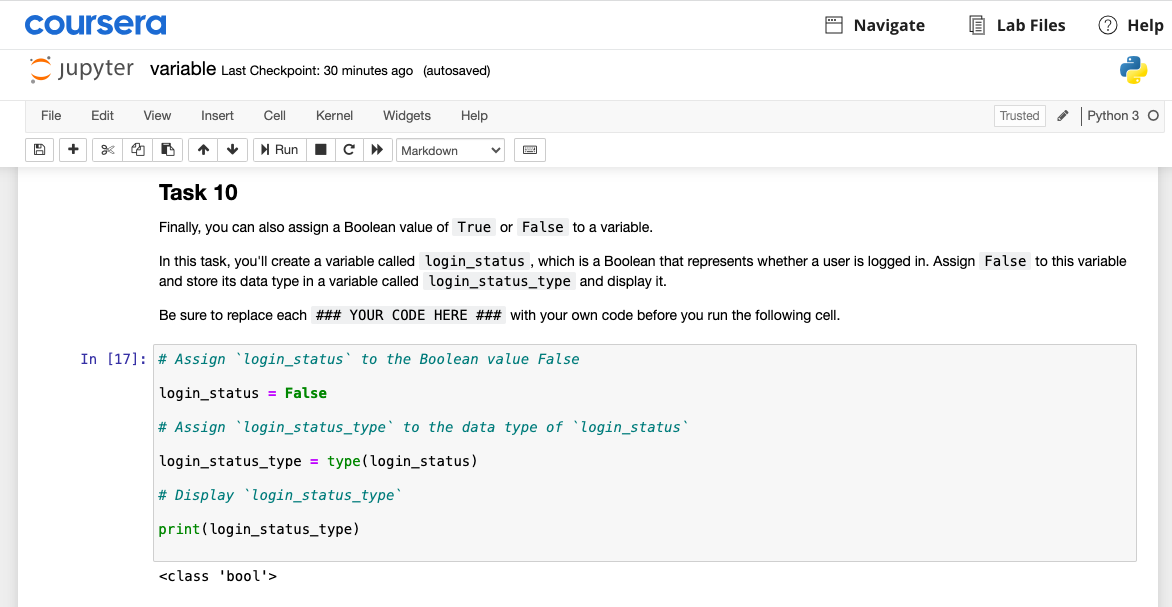 coursera
Navigate Lab Files Help
jupyter variable Last Checkpoint: 30 minutes ago (autosaved)
File Edit View Insert Cell Kernel Widgets Help Trusted Python 3
Run Markdown
Task 10
Finally, you can also assign a Boolean value of True or False to a variable.
In this task, you'll create a variable called login_status , which is a Boolean that represents whether a user is logged in. Assign False to this variable
and store its data type in a variable called login_status_type and display it.
Be sure to replace each ### YOUR CODE HERE ### with your own code before you run the following cell.
In [17]: # Assign `login_status` to the Boolean value False
login_status = False
# Assign `login_status_type` to the data type of `login_status`
login_status_type = type(login_status)
# Display `login_status_type`
print(login_status_type)
<class 'bool'>